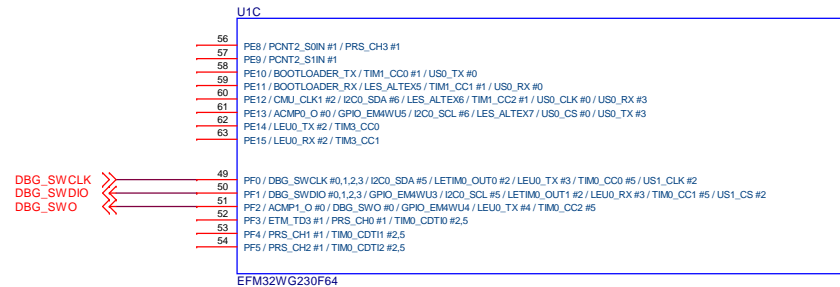 U1C
56 PE8 / PCNT2_S0IN #1 / PRS_CH3 #1
57 PE9 / PCNT2_S1IN #1
58 PE10 / BOOTLOADER_TX / TIM1_CC0 #1 / US0_TX #0
59 PE11 / BOOTLOADER_RX / LES_ALTEX5 / TIM1_CC1 #1 / US0_RX #0
60 PE12 / CMU_CLK1 #2 / I2C0_SDA #6 / LES_ALTEX6 / TIM1_CC2 #1 / US0_CLK #0 / US0_RX #3
61 PE13 / ACMP0_O #0 / GPIO_EM4WU5 / I2C0_SCL #6 / LES_ALTEX7 / US0_CS #0 / US0_TX #3
62 PE14 / LEU0_TX #2 / TIM3_CC0
63 PE15 / LEU0_RX #2 / TIM3_CC1
DBG_SWCLK 49 PF0 / DBG_SWCLK #0,1,2,3 / I2C0_SDA #5 / LETIM0_OUT0 #2 / LEU0_TX #3 / TIM0_CC0 #5 / US1_CLK #2
DBG_SWDIO 50 PF1 / DBG_SWDIO #0,1,2,3 / GPIO_EM4WU3 / I2C0_SCL #5 / LETIM0_OUT1 #2 / LEU0_RX #3 / TIM0_CC1 #5 / US1_CS #2
DBG_SWO 51 PF2 / ACMP1_O #0 / DBG_SWO #0 / GPIO_EM4WU4 / LEU0_TX #4 / TIM0_CC2 #5
52 PF3 / ETM_TD3 #1 / PRS_CH0 #1 / TIM0_CDTI0 #2,5
53 PF4 / PRS_CH1 #1 / TIM0_CDTI1 #2,5
54 PF5 / PRS_CH2 #1 / TIM0_CDTI2 #2,5
EFM32WG230F64